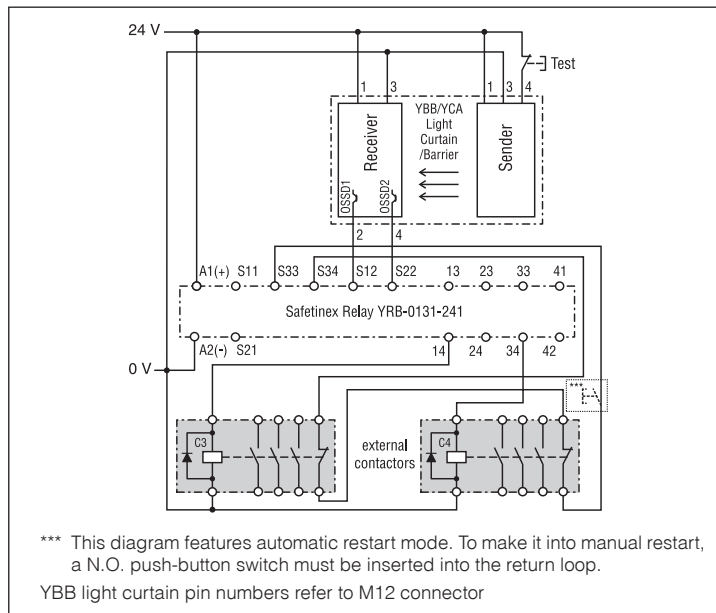 24 V
Test
1 3 1 3 4
YBB/YCA
Light
Curtain
/Barrier
Receiver
Sender
OSSD1
OSSD2
2 4
A1(+) S11 S33 S34 S12 S22 13 23 33 41
Safetinex Relay YRB-0131-241
A2(-) S21 14 24 34 42
0 V
***
C3
external
contactors
C4
*** This diagram features automatic restart mode. To make it into manual restart,
a N.O. push-button switch must be inserted into the return loop.
YBB light curtain pin numbers refer to M12 connector